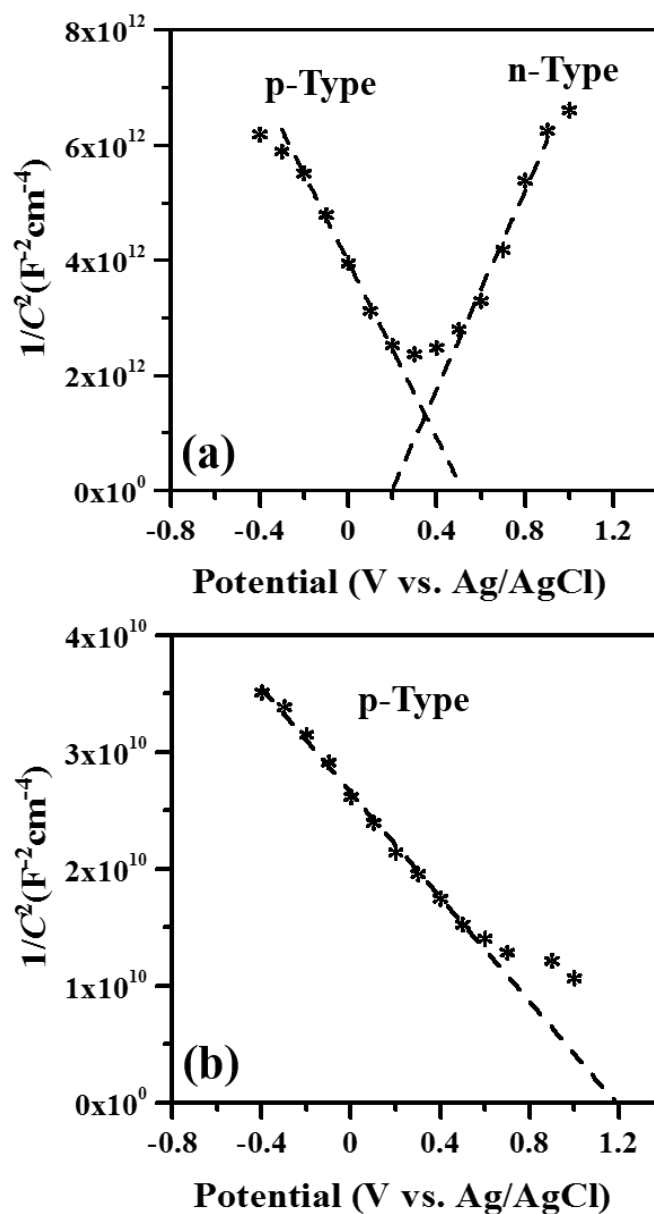 8x10¹²
p-Type
n-Type
6x10¹²
4x10¹²
2x10¹²
0x10⁰
1/C²(F⁻²cm⁻⁴)
(a)
-0.8 -0.4 0 0.4 0.8 1.2
Potential (V vs. Ag/AgCl)
4x10¹⁰
p-Type
3x10¹⁰
2x10¹⁰
1x10¹⁰
0x10⁰
1/C²(F⁻²cm⁻⁴)
(b)
-0.8 -0.4 0 0.4 0.8 1.2
Potential (V vs. Ag/AgCl)